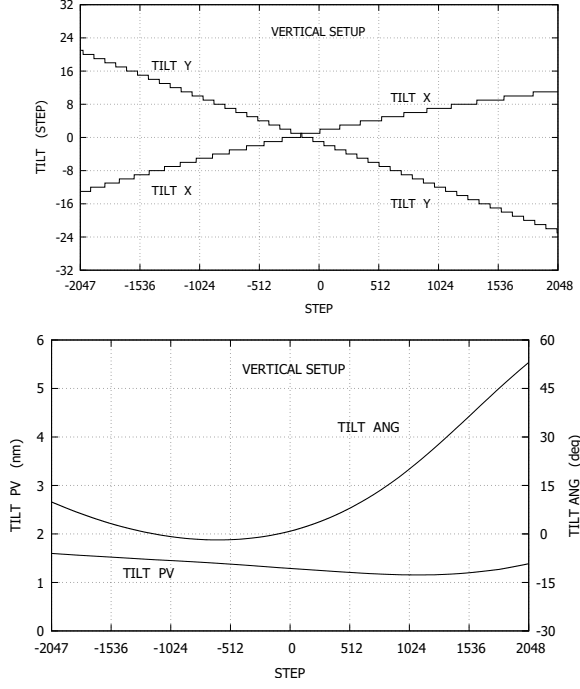 32
VERTICAL SETUP
24
TILT Y
16
TILT X
8
TILT (STEP)
0
-8
TILT X
TILT Y
-16
-24
-32
-2047 -1536 -1024 -512 0 512 1024 1536 2048
STEP
6 60
VERTICAL SETUP
5 45
TILT ANG
4 30
TILT PV (nm)
TILT ANG (deg)
3 15
2 0
TILT PV
1 -15
0 -30
-2047 -1536 -1024 -512 0 512 1024 1536 2048
STEP